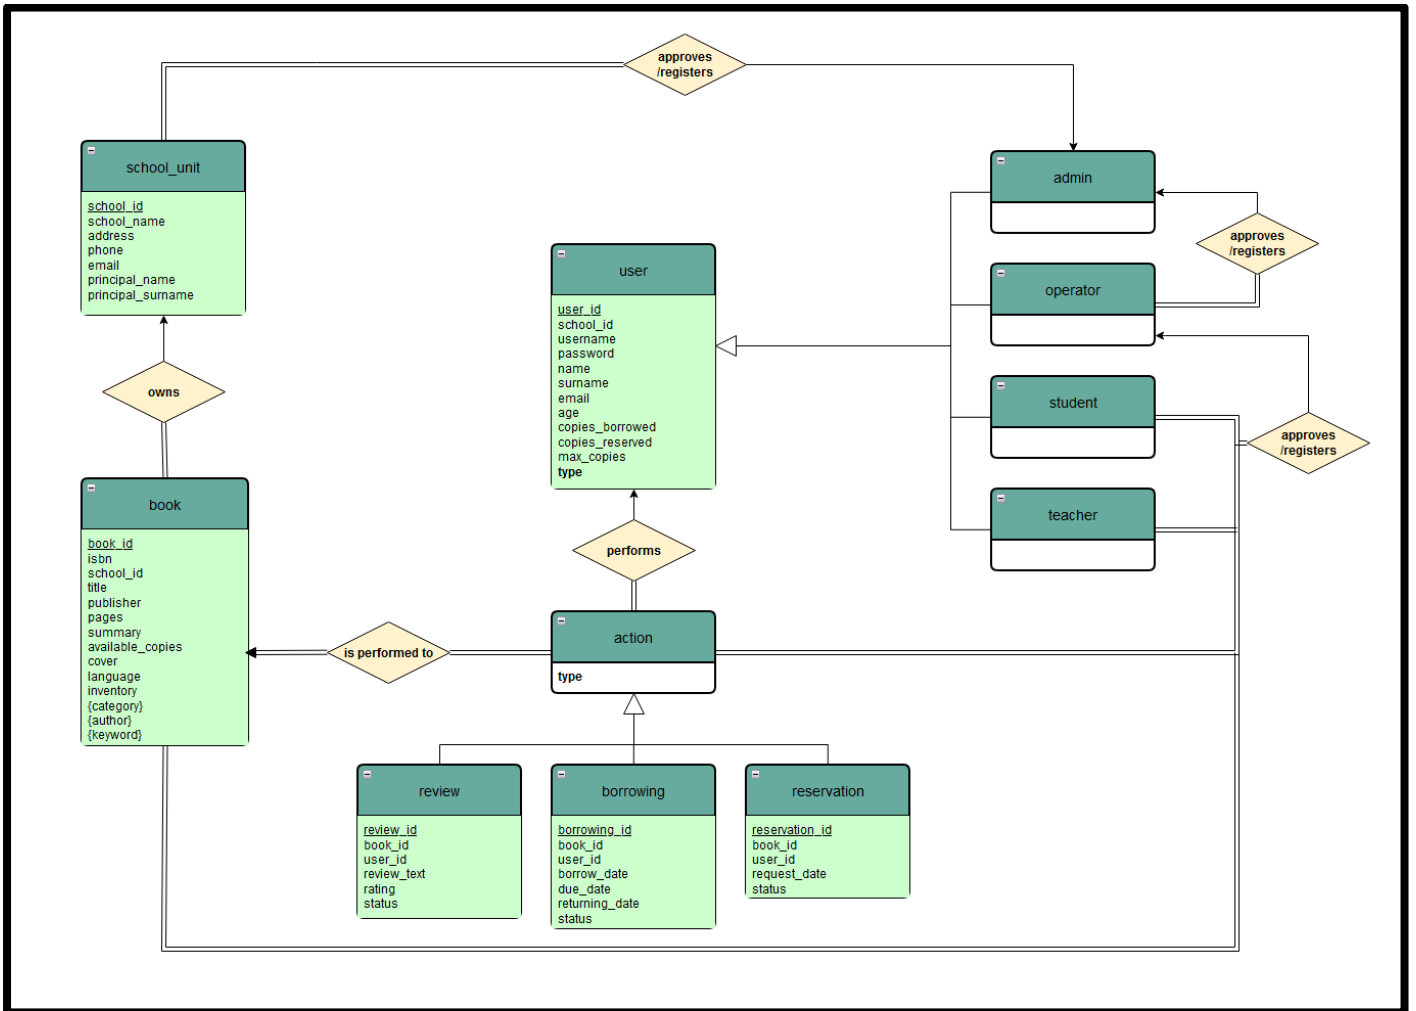 approves
/registers
school_unit
school_id
school_name
address
phone
email
principal_name
principal_surname
admin
approves
/registers
user
user_id
school_id
username
password
name
surname
email
age
copies_borrowed
copies_reserved
max_copies
type
operator
owns
student
approves
/registers
book
book_id
isbn
school_id
title
publisher
pages
summary
available_copies
cover
language
inventory
{category}
{author}
{keyword}
teacher
performs
is performed to
action
type
review
review_id
book_id
user_id
review_text
rating
status
borrowing
borrowing_id
book_id
user_id
borrow_date
due_date
returning_date
status
reservation
reservation_id
book_id
user_id
request_date
status